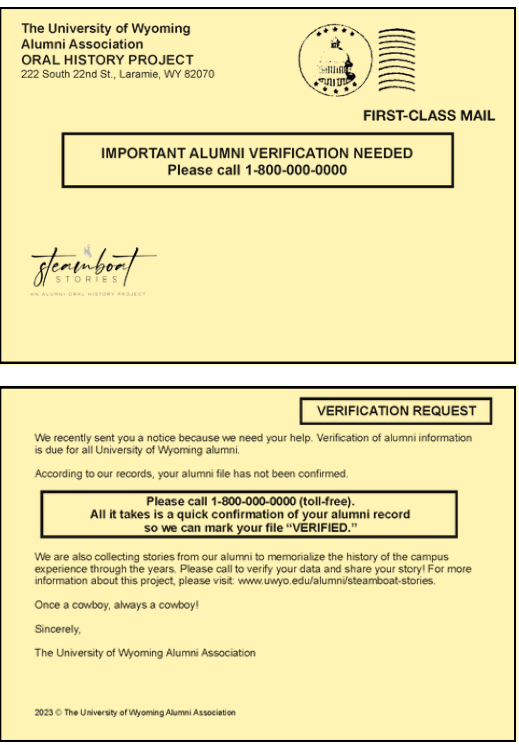 The University of Wyoming
Alumni Association
ORAL HISTORY PROJECT
222 South 22nd St., Laramie, WY 82070
FIRST-CLASS MAIL
IMPORTANT ALUMNI VERIFICATION NEEDED
Please call 1-800-000-0000
steamboat
STORIES
AN ALUMNI ORAL HISTORY PROJECT
VERIFICATION REQUEST
We recently sent you a notice because we need your help. Verification of alumni information
is due for all University of Wyoming alumni.
According to our records, your alumni file has not been confirmed.
Please call 1-800-000-0000 (toll-free).
All it takes is a quick confirmation of your alumni record
so we can mark your file “VERIFIED.”
We are also collecting stories from our alumni to memorialize the history of the campus
experience through the years. Please call to verify your data and share your story! For more
information about this project, please visit: www.uwyo.edu/alumni/steamboat-stories.
Once a cowboy, always a cowboy!
Sincerely,
The University of Wyoming Alumni Association
2023 © The University of Wyoming Alumni Association